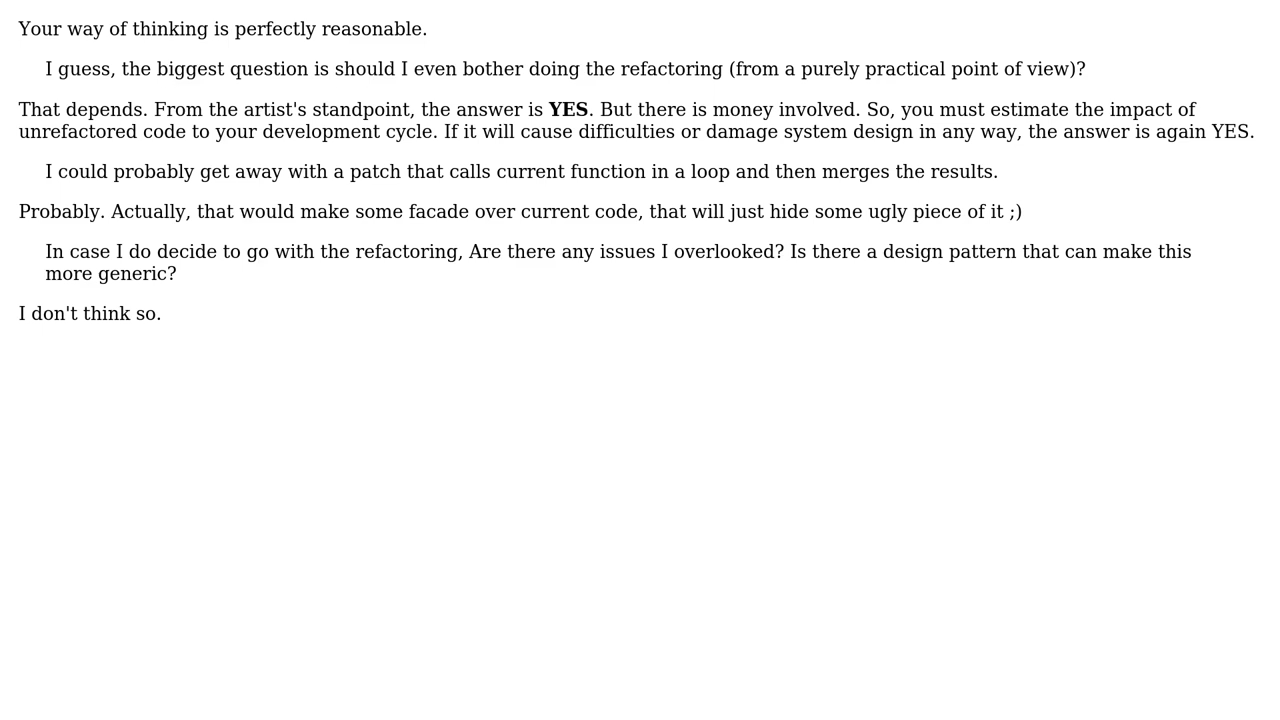 Your way of thinking is perfectly reasonable.
I guess, the biggest question is should I even bother doing the refactoring (from a purely practical point of view)?
That depends. From the artist's standpoint, the answer is YES. But there is money involved. So, you must estimate the impact of
unrefactored code to your development cycle. If it will cause difficulties or damage system design in any way, the answer is again YES.
I could probably get away with a patch that calls current function in a loop and then merges the results.
Probably. Actually, that would make some facade over current code, that will just hide some ugly piece of it ;)
In case I do decide to go with the refactoring, Are there any issues I overlooked? Is there a design pattern that can make this
more generic?
I don't think so.